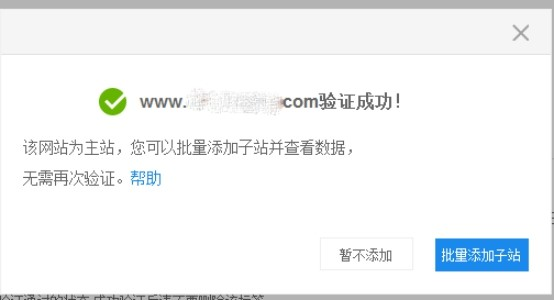 www. com验证成功!
该网站为主站，您可以批量添加子站并查看数据，
无需再次验证。帮助
暂不添加
批量添加子站